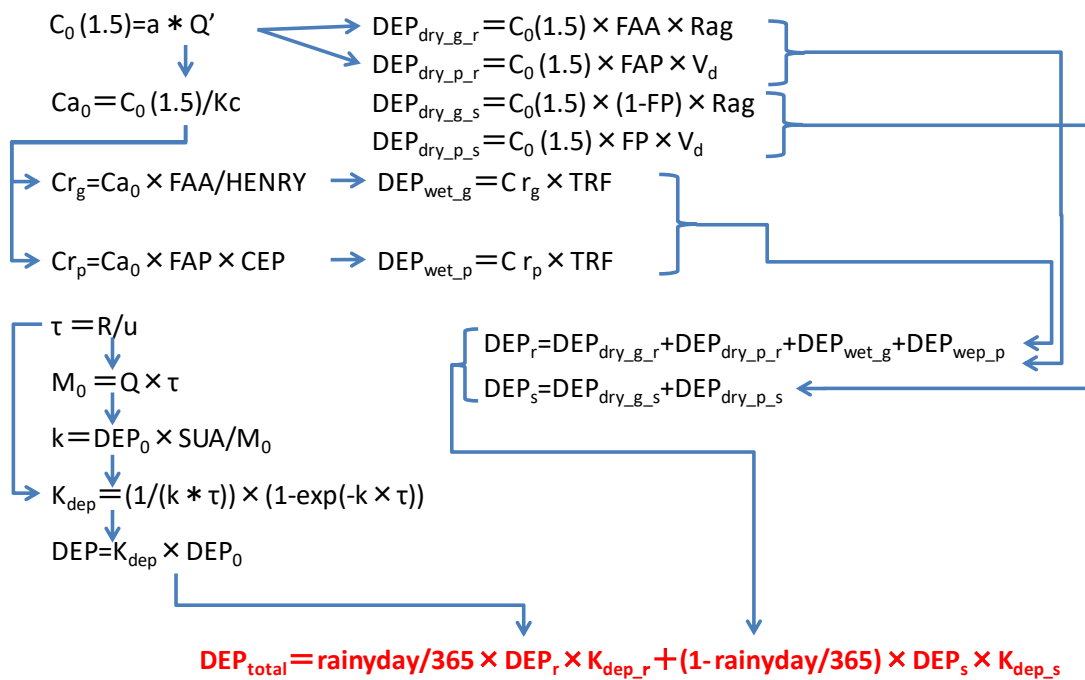 C₀ (1.5)=a * Q’
Ca₀＝C₀ (1.5)/Kc
DEP_dry_g_r＝C₀(1.5) × FAA × Rag
DEP_dry_p_r＝C₀ (1.5) × FAP × V_d
DEP_dry_g_s＝C₀(1.5) × (1-FP) × Rag
DEP_dry_p_s＝C₀ (1.5) × FP × V_d
Cr_g=Ca₀ × FAA/HENRY
DEP_wet_g＝C r_g × TRF
Cr_p=Ca₀ × FAP × CEP
DEP_wet_p＝C r_p × TRF
τ＝R/u
M₀＝Q × τ
k＝DEP₀ × SUA/M₀
K_dep＝(1/(k * τ)) × (1-exp(-k × τ))
DEP=K_dep × DEP₀
DEP_r=DEP_dry_g_r+DEP_dry_p_r+DEP_wet_g+DEP_wep_p
DEP_s=DEP_dry_g_s+DEP_dry_p_s
DEP_total＝rainyday/365 × DEP_r × K_dep_r＋(1- rainyday/365) × DEP_s × K_dep_s